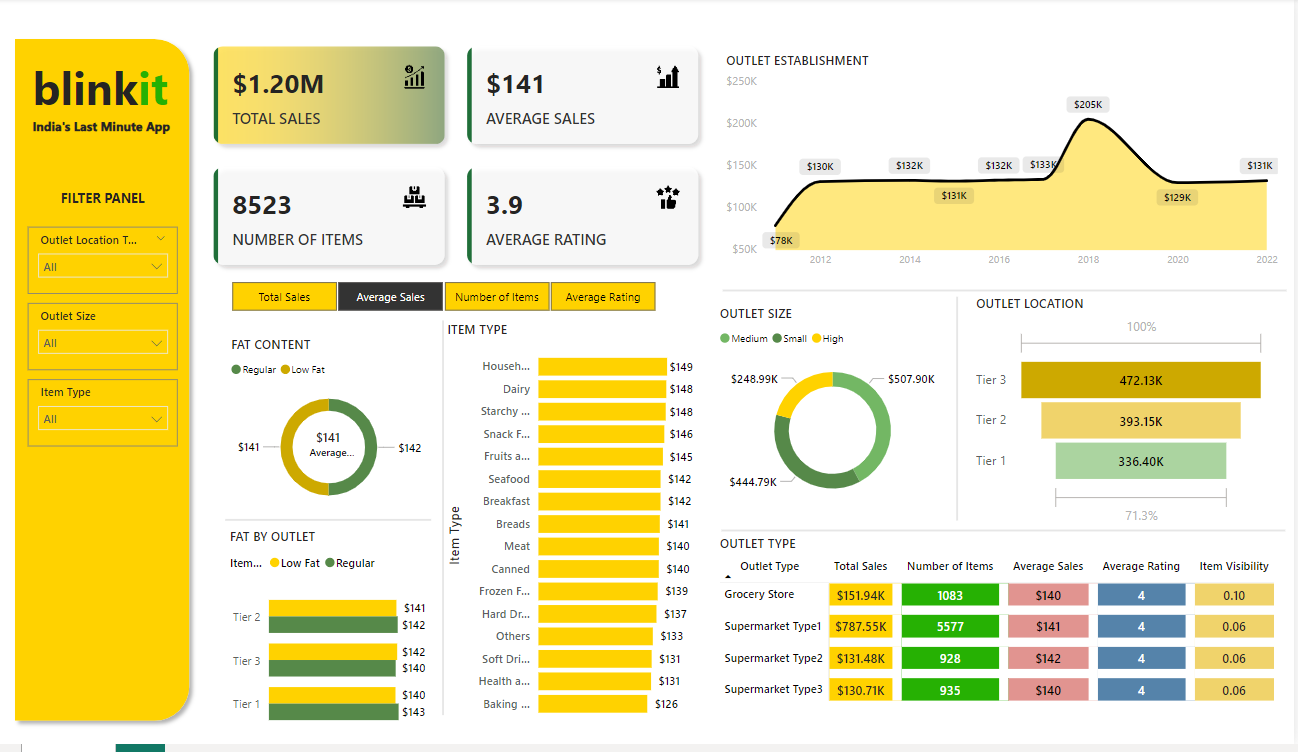 blinkit
India's Last Minute App
FILTER PANEL
Outlet Location T...
All
Outlet Size
All
Item Type
All
$1.20M
TOTAL SALES
$141
AVERAGE SALES
8523
NUMBER OF ITEMS
3.9
AVERAGE RATING
Total Sales
Average Sales
Number of Items
Average Rating
FAT CONTENT
Regular Low Fat
$141
$141
Average...
$142
FAT BY OUTLET
Item... Low Fat Regular
Tier 2 $141
$142
Tier 3 $142
$140
Tier 1 $140
$143
ITEM TYPE
Item Type
Househ... $149
Dairy $148
Starchy ... $148
Snack F... $146
Fruits a... $145
Seafood $142
Breakfast $142
Breads $141
Meat $140
Canned $140
Frozen F... $139
Hard Dr... $137
Others $133
Soft Dri... $131
Health a... $131
Baking ... $126
OUTLET ESTABLISHMENT
$250K
$200K
$150K
$100K
$50K
$78K
$130K
$132K
$131K
$132K
$133K
$205K
$129K
$131K
2012 2014 2016 2018 2020 2022
OUTLET SIZE
Medium Small High
$248.99K
$507.90K
$444.79K
OUTLET LOCATION
100%
Tier 3 472.13K
Tier 2 393.15K
Tier 1 336.40K
71.3%
OUTLET TYPE
Outlet Type Total Sales Number of Items Average Sales Average Rating Item Visibility
Grocery Store $151.94K 1083 $140 4 0.10
Supermarket Type1 $787.55K 5577 $141 4 0.06
Supermarket Type2 $131.48K 928 $142 4 0.06
Supermarket Type3 $130.71K 935 $140 4 0.06